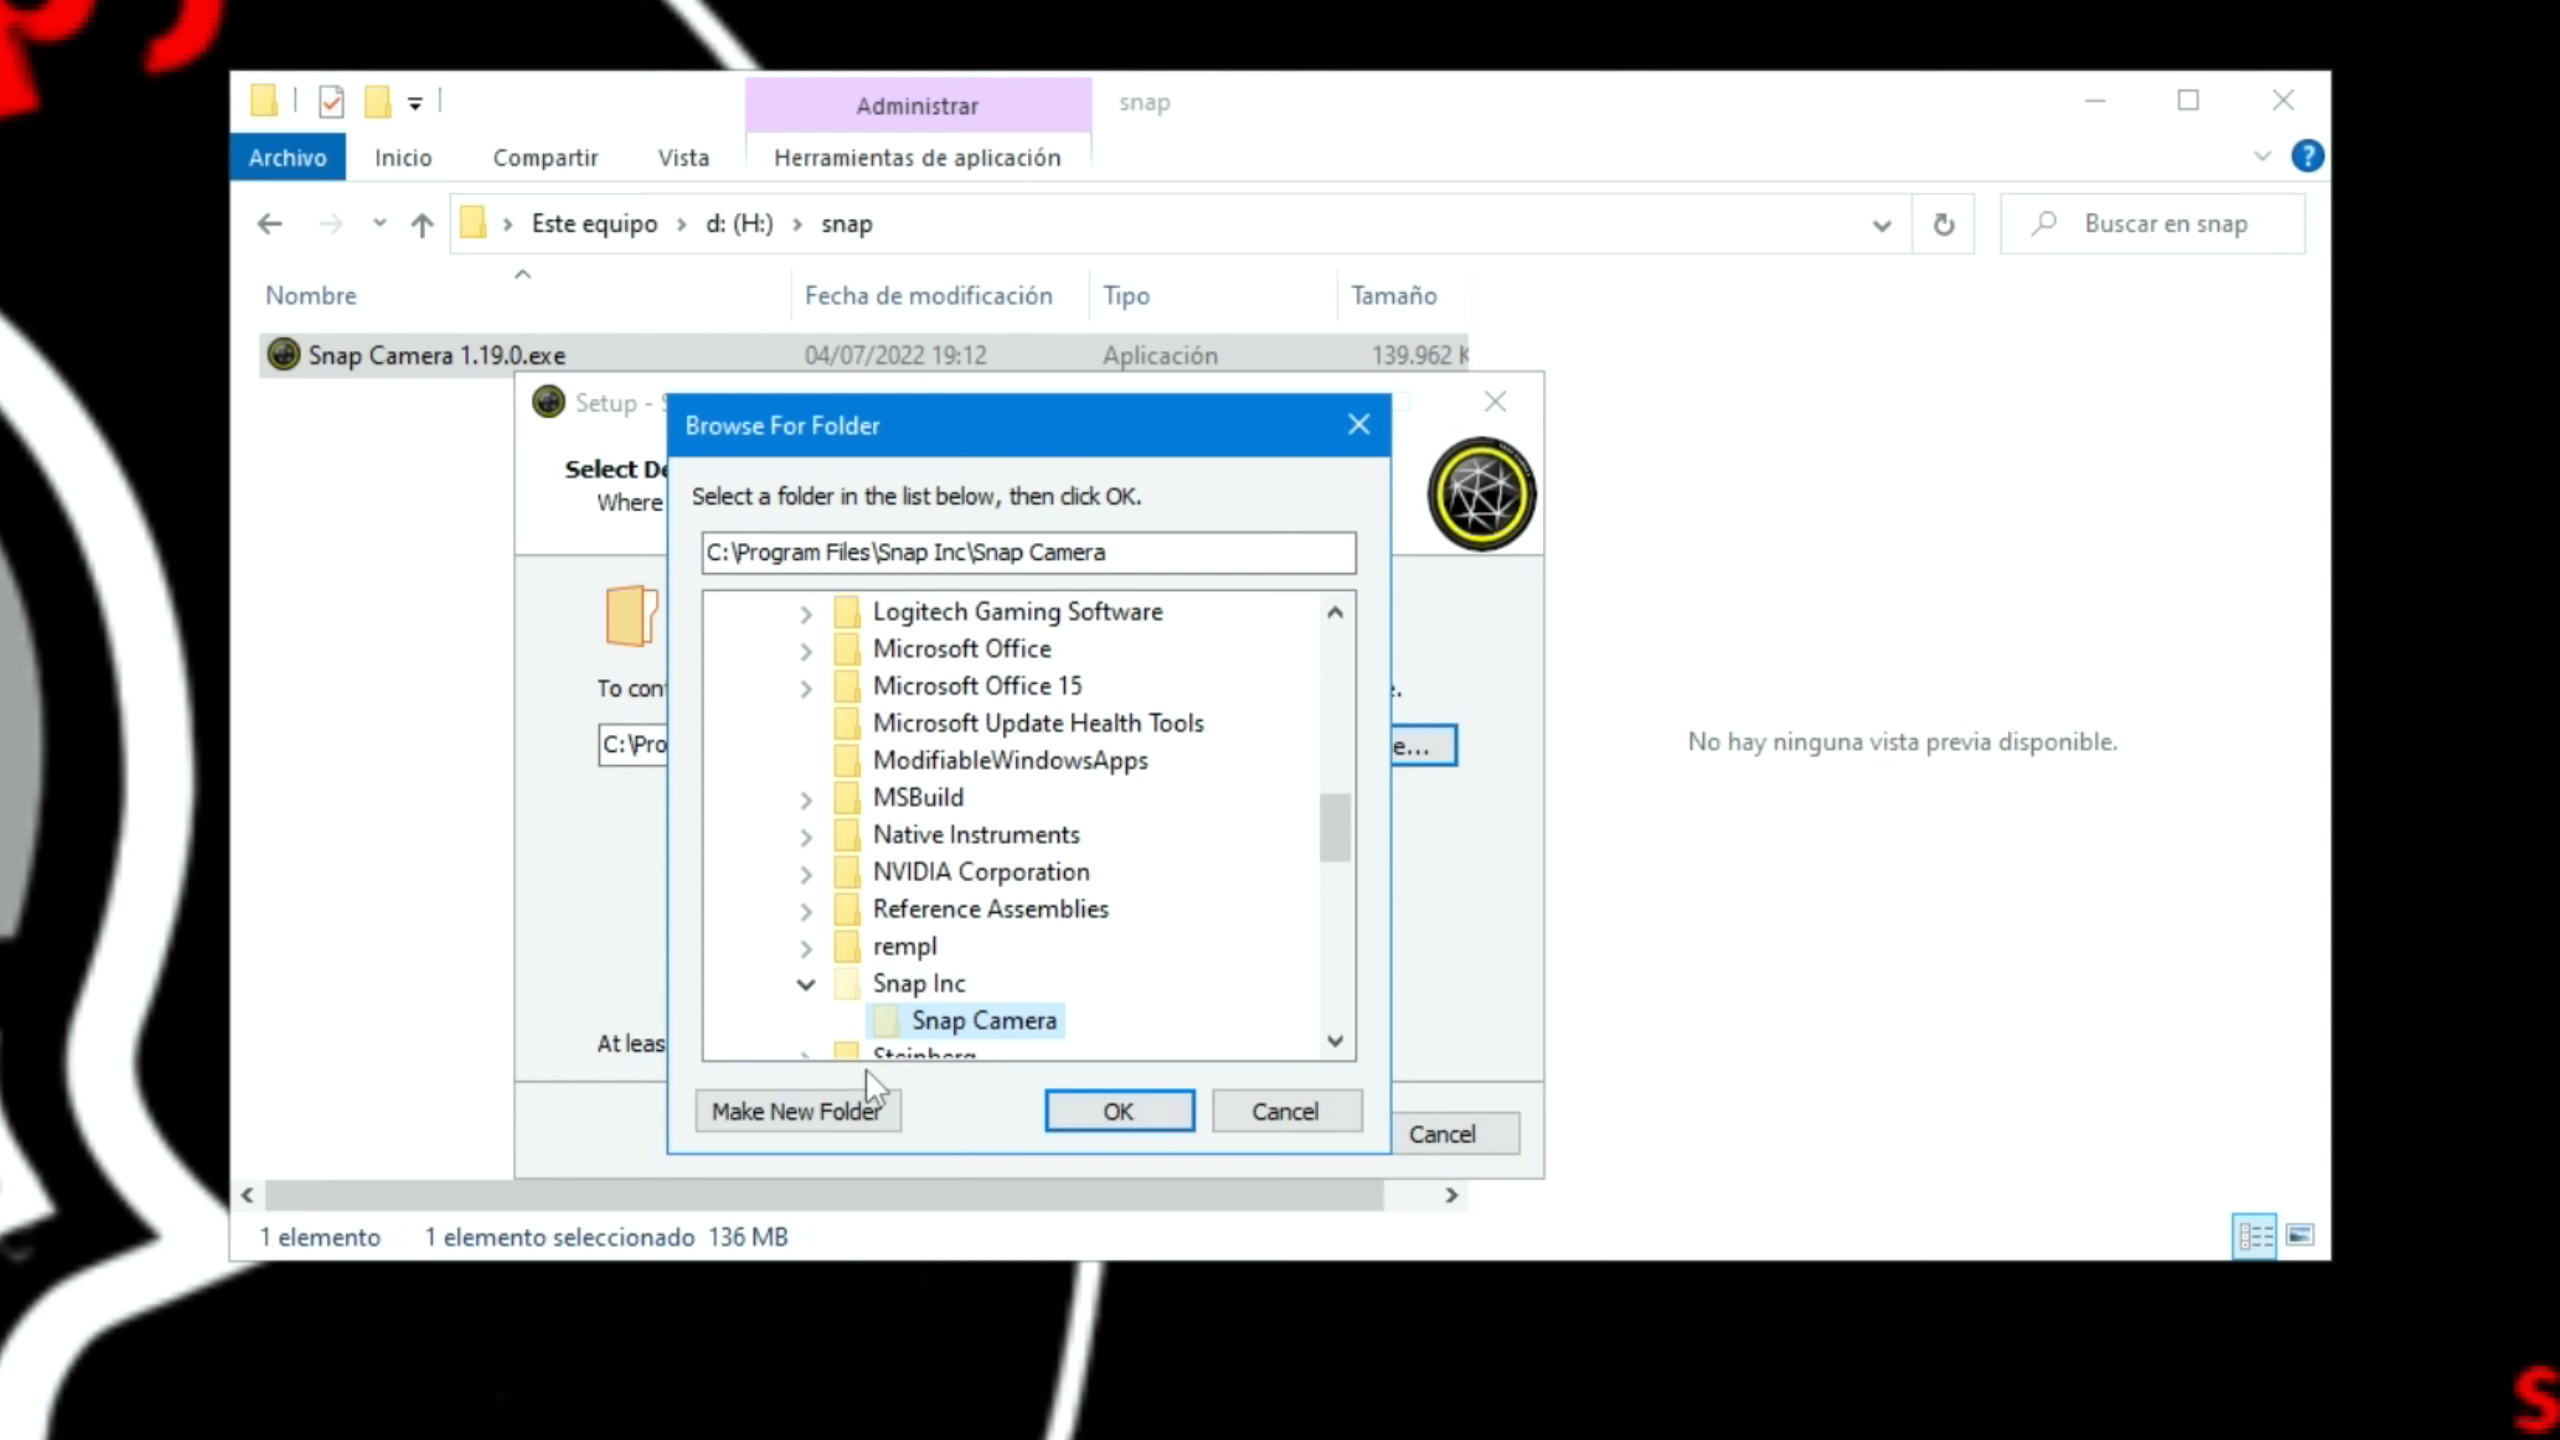 Administrar
snap
Archivo
Inicio
Compartir
Vista
Herramientas de aplicación
Este equipo
d: (H:)
snap
Buscar en snap
Nombre
Fecha de modificación
Tipo
Tamaño
Snap Camera 1.19.0.exe
04/07/2022 19:12
Aplicación
139.962 K
Setup -
Browse For Folder
Select
Where
Select a folder in the list below, then click OK.
C:\Program Files\Snap Inc\Snap Camera
Logitech Gaming Software
Microsoft Office
Microsoft Office 15
Microsoft Update Health Tools
ModifiableWindowsApps
MSBuild
Native Instruments
NVIDIA Corporation
Reference Assemblies
rempl
Snap Inc
Snap Camera
Steinberg
To con
C:\Pro
e...
No hay ninguna vista previa disponible.
At leas
Make New Folder
OK
Cancel
Cancel
1 elemento
1 elemento seleccionado 136 MB